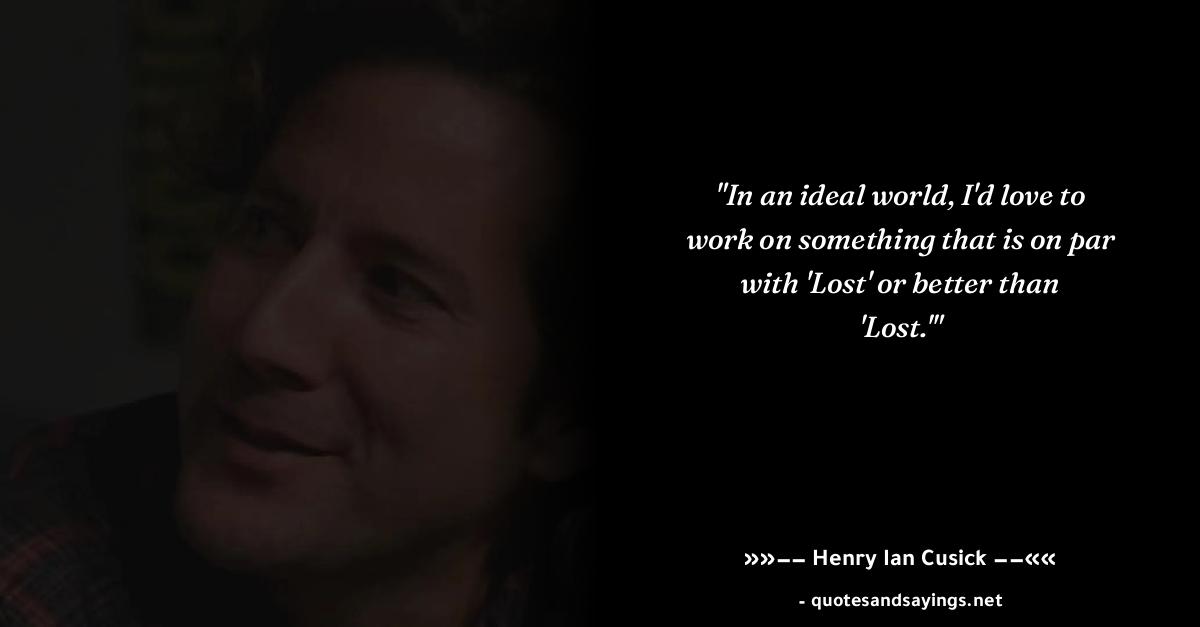 "In an ideal world, I'd love to
work on something that is on par
with 'Lost' or better than
'Lost.'"
»»−− Henry Ian Cusick −−««
- quotesandsayings.net